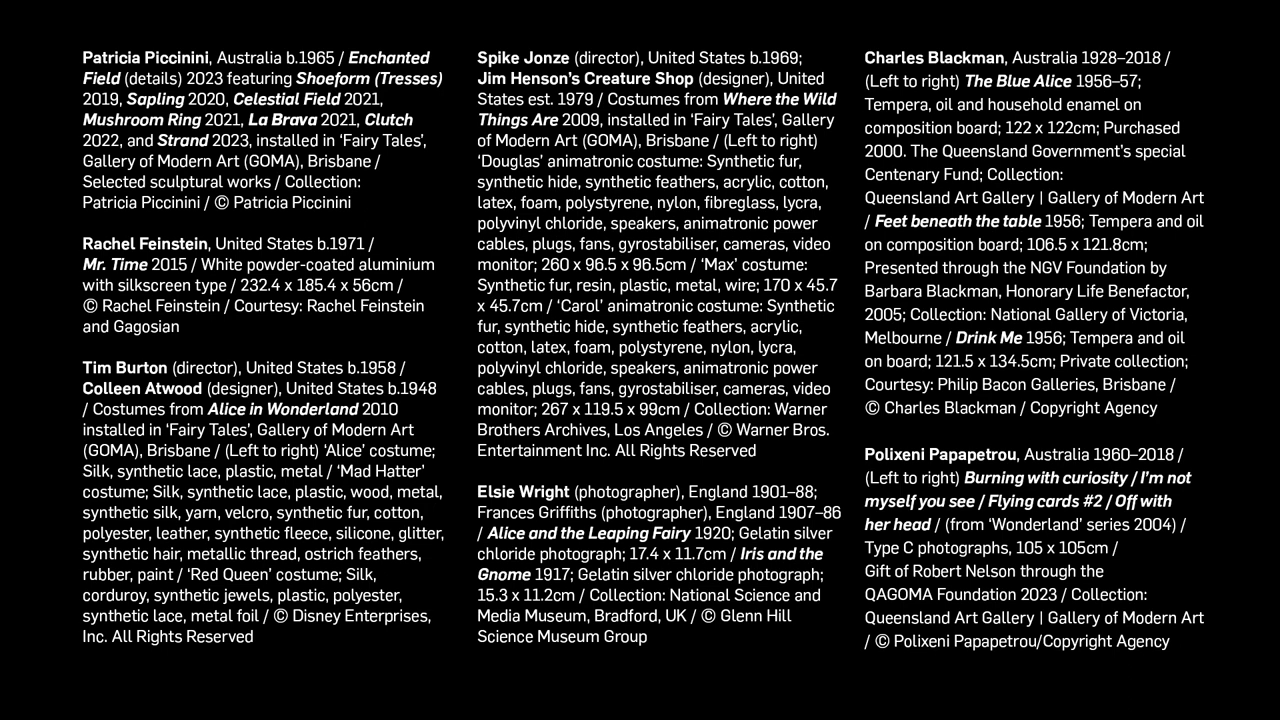 Patricia Piccinini, Australia b.1965 / Enchanted
Field (details) 2023 featuring Shoeform (Tresses)
2019, Sapling 2020, Celestial Field 2021,
Mushroom Ring 2021, La Brava 2021, Clutch
2022, and Strand 2023, installed in ‘Fairy Tales’,
Gallery of Modern Art (GOMA), Brisbane /
Selected sculptural works / Collection:
Patricia Piccinini / © Patricia Piccinini
Rachel Feinstein, United States b.1971 /
Mr. Time 2015 / White powder-coated aluminium
with silkscreen type / 232.4 x 185.4 x 56cm /
© Rachel Feinstein / Courtesy: Rachel Feinstein
and Gagosian
Tim Burton (director), United States b.1958 /
Colleen Atwood (designer), United States b.1948
/ Costumes from Alice in Wonderland 2010
installed in ‘Fairy Tales’, Gallery of Modern Art
(GOMA), Brisbane / (Left to right) ‘Alice’ costume;
Silk, synthetic lace, plastic, metal / ‘Mad Hatter’
costume; Silk, synthetic lace, plastic, wood, metal,
synthetic silk, yarn, velcro, synthetic fur, cotton,
polyester, leather, synthetic fleece, silicone, glitter,
synthetic hair, metallic thread, ostrich feathers,
rubber, paint / ‘Red Queen’ costume; Silk,
corduroy, synthetic jewels, plastic, polyester,
synthetic lace, metal foil / © Disney Enterprises,
Inc. All Rights Reserved
Spike Jonze (director), United States b.1969;
Jim Henson’s Creature Shop (designer), United
States est. 1979 / Costumes from Where the Wild
Things Are 2009, installed in ‘Fairy Tales’, Gallery
of Modern Art (GOMA), Brisbane / (Left to right)
‘Douglas’ animatronic costume: Synthetic fur,
synthetic hide, synthetic feathers, acrylic, cotton,
latex, foam, polystyrene, nylon, fibreglass, lycra,
polyvinyl chloride, speakers, animatronic power
cables, plugs, fans, gyrostabiliser, cameras, video
monitor; 260 x 96.5 x 96.5cm / ‘Max’ costume:
Synthetic fur, resin, plastic, metal, wire; 170 x 45.7
x 45.7cm / ‘Carol’ animatronic costume: Synthetic
fur, synthetic hide, synthetic feathers, acrylic,
cotton, latex, foam, polystyrene, nylon, lycra,
polyvinyl chloride, speakers, animatronic power
cables, plugs, fans, gyrostabiliser, cameras, video
monitor; 267 x 119.5 x 99cm / Collection: Warner
Brothers Archives, Los Angeles / © Warner Bros.
Entertainment Inc. All Rights Reserved
Elsie Wright (photographer), England 1901–88;
Frances Griffiths (photographer), England 1907–86
/ Alice and the Leaping Fairy 1920; Gelatin silver
chloride photograph; 17.4 x 11.7cm / Iris and the
Gnome 1917; Gelatin silver chloride photograph;
15.3 x 11.2cm / Collection: National Science and
Media Museum, Bradford, UK / © Glenn Hill
Science Museum Group
Charles Blackman, Australia 1928–2018 /
(Left to right) The Blue Alice 1956–57;
Tempera, oil and household enamel on
composition board; 122 x 122cm; Purchased
2000. The Queensland Government’s special
Centenary Fund; Collection:
Queensland Art Gallery | Gallery of Modern Art
/ Feet beneath the table 1956; Tempera and oil
on composition board; 106.5 x 121.8cm;
Presented through the NGV Foundation by
Barbara Blackman, Honorary Life Benefactor,
2005; Collection: National Gallery of Victoria,
Melbourne / Drink Me 1956; Tempera and oil
on board; 121.5 x 134.5cm; Private collection;
Courtesy: Philip Bacon Galleries, Brisbane /
© Charles Blackman / Copyright Agency
Polixeni Papapetrou, Australia 1960–2018 /
(Left to right) Burning with curiosity / I’m not
myself you see / Flying cards #2 / Off with
her head / (from ‘Wonderland’ series 2004) /
Type C photographs, 105 x 105cm /
Gift of Robert Nelson through the
QAGOMA Foundation 2023 / Collection:
Queensland Art Gallery | Gallery of Modern Art
/ © Polixeni Papapetrou/Copyright Agency